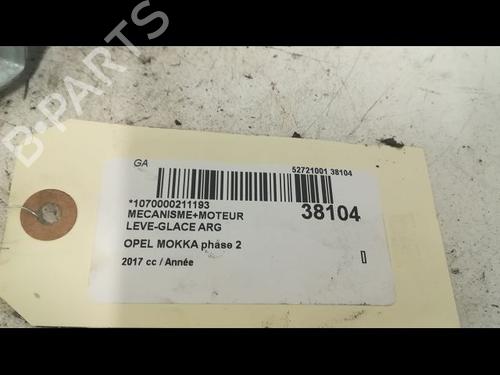 B-PARTS
GA
52721001 38104
*1070000211193
38104
MECANISME+MOTEUR
LEVE-GLACE ARG
OPEL MOKKA phase 2
2017 cc / Année